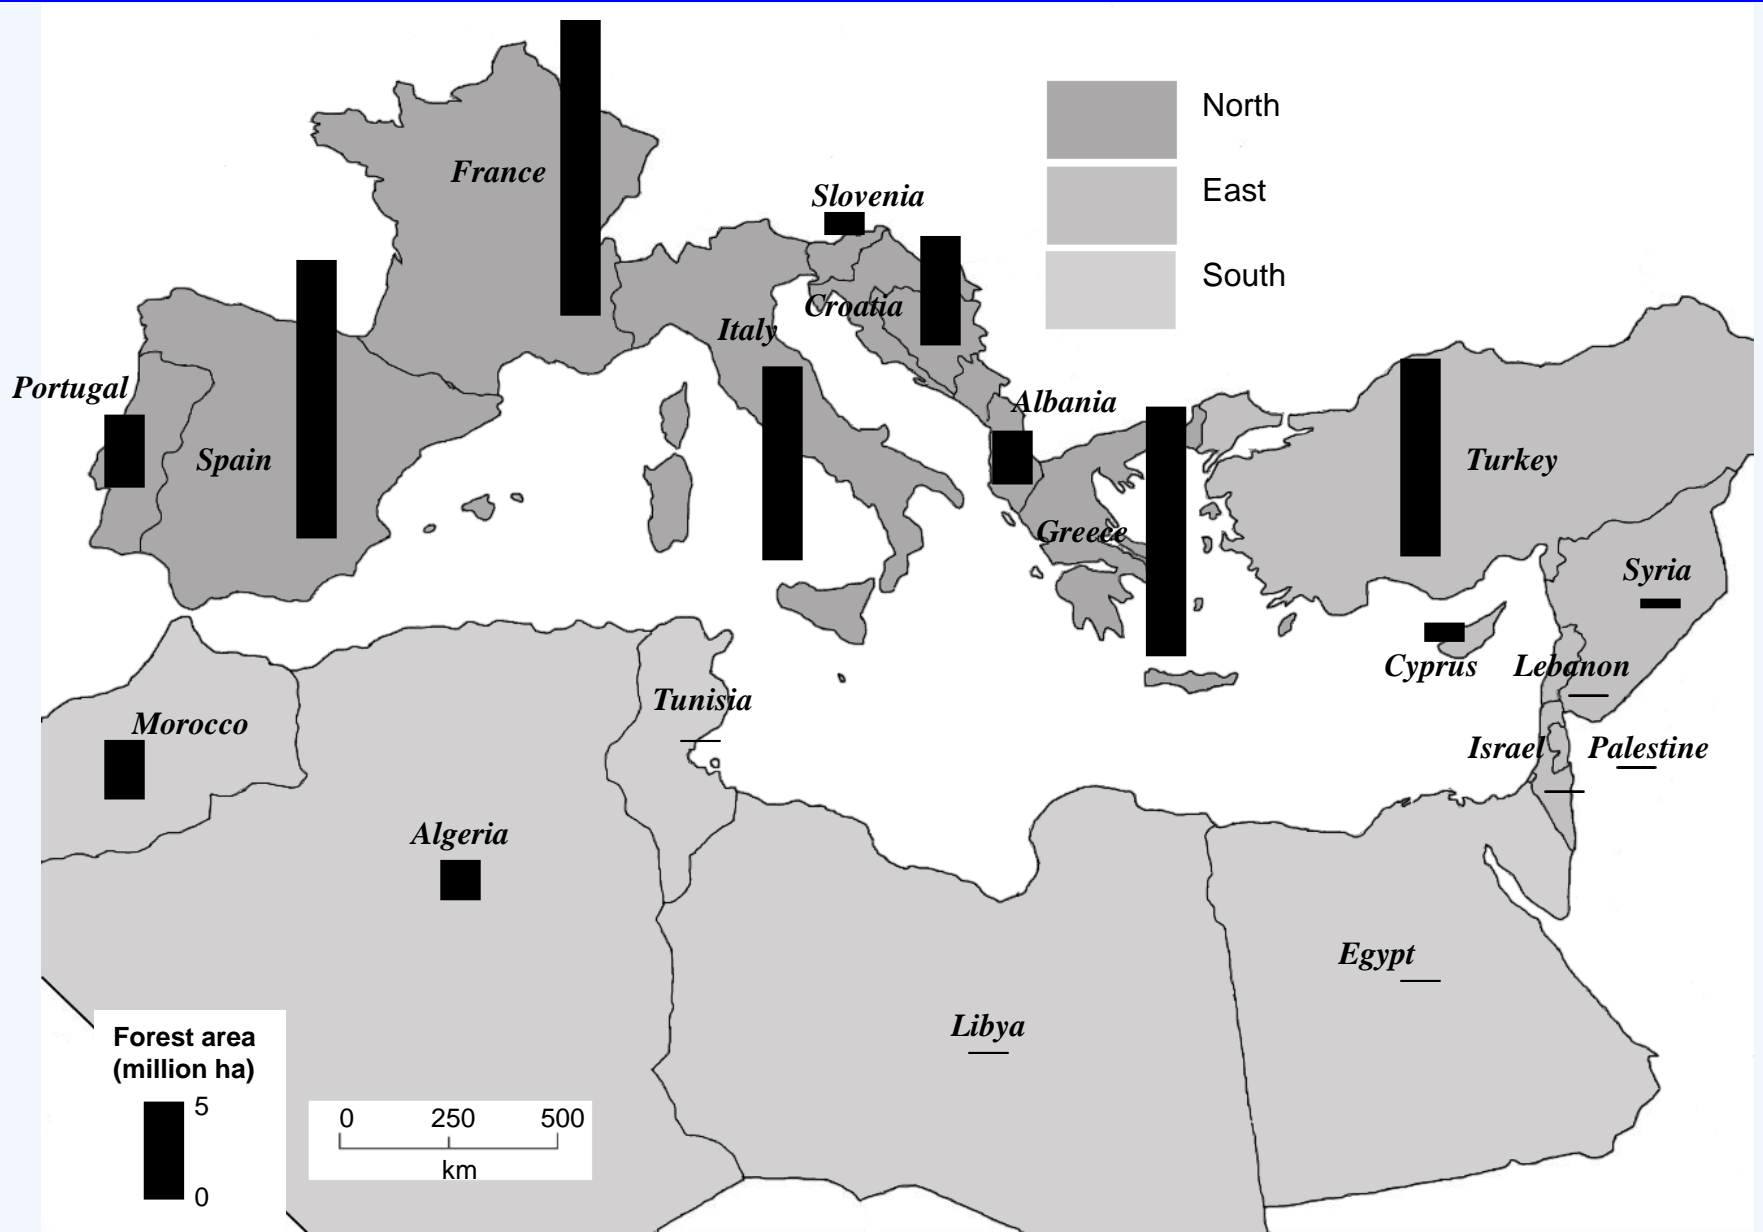 North
France
East
Slovenia
South
Croatia
Italy
Portugal
Albania
Spain
Turkey
Greece
Syria
Cyprus
Lebanon
Tunisia
Morocco
Israel
Palestine
Algeria
Egypt
Libya
Forest area
(million ha)
5
0
0 250 500
km